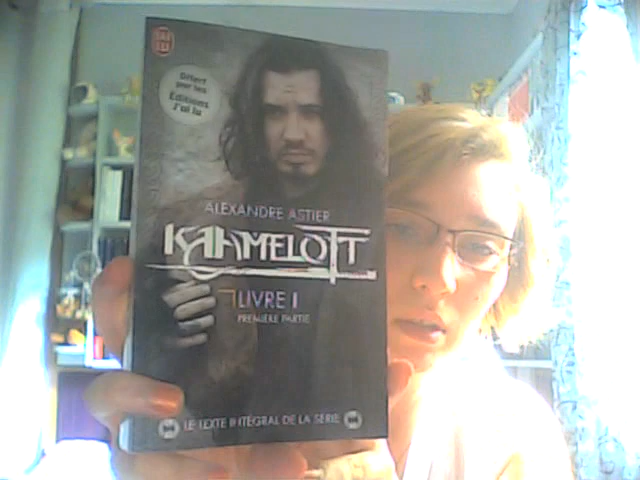 J'AI LU
Offert
par les
Éditions
J'ai lu
ALEXANDRE ASTIER
KAAMELOTT
LIVRE I
PREMIÈRE PARTIE
LE TEXTE INTÉGRAL DE LA SÉRIE